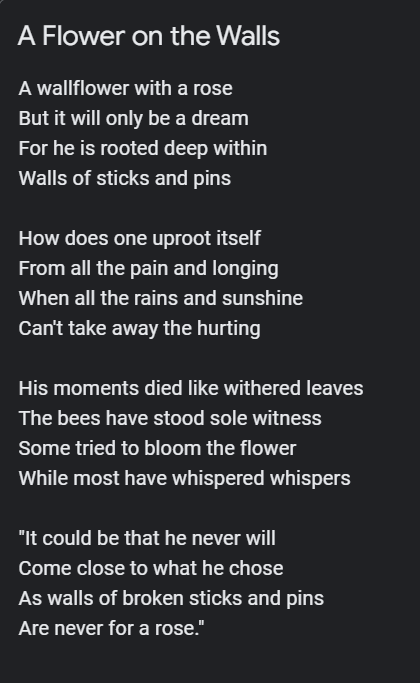 A Flower on the Walls
A wallflower with a rose
But it will only be a dream
For he is rooted deep within
Walls of sticks and pins
How does one uproot itself
From all the pain and longing
When all the rains and sunshine
Can't take away the hurting
His moments died like withered leaves
The bees have stood sole witness
Some tried to bloom the flower
While most have whispered whispers
"It could be that he never will
Come close to what he chose
As walls of broken sticks and pins
Are never for a rose."